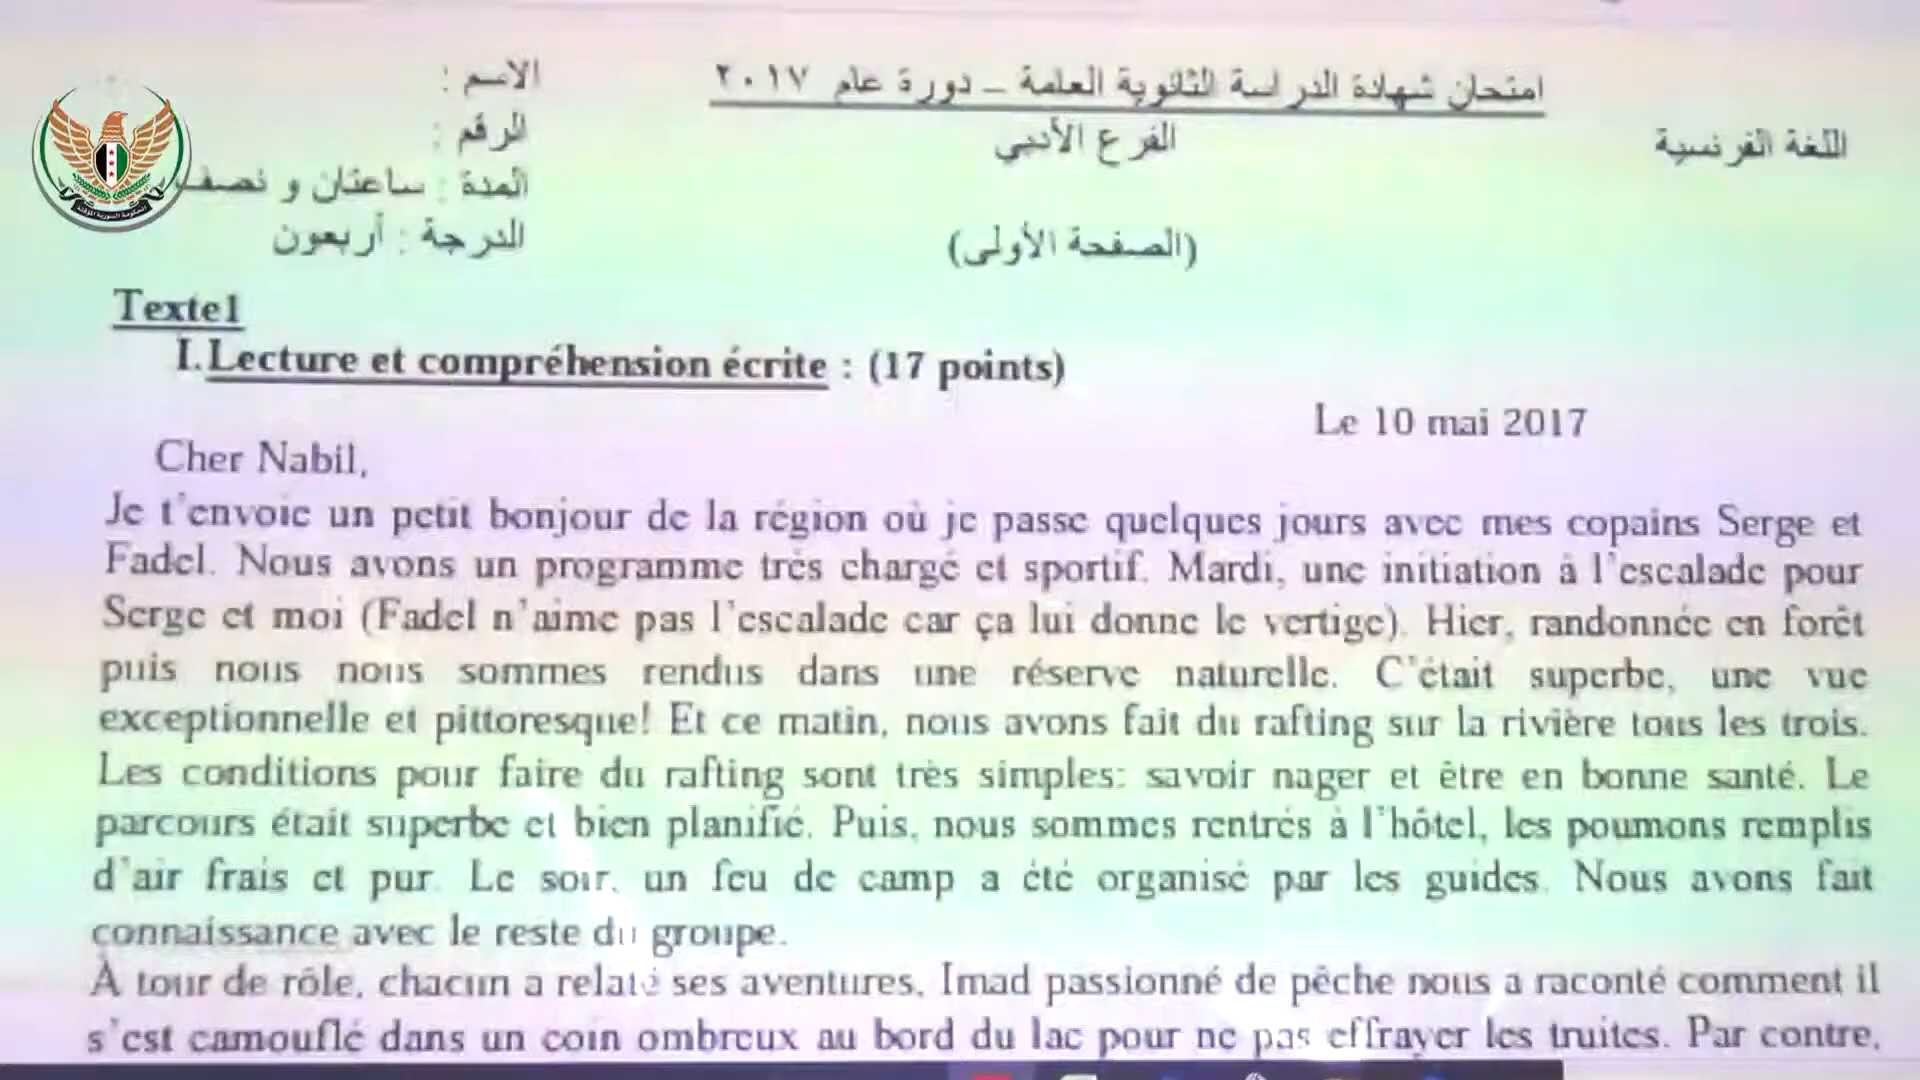 امتحان شهادة الدراسة الثانوية العامة – دورة عام ٢٠١٧
الاسم :
اللغة الفرنسية
الفرع الأدبي
الرقم :
المدة : ساعتان و نصف
(الصفحة الأولى)
الدرجة : أربعون
Texte1
I.Lecture et compréhension écrite : (17 points)
Le 10 mai 2017
Cher Nabil,
Je t'envoie un petit bonjour de la région où je passe quelques jours avec mes copains Serge et
Fadel. Nous avons un programme très chargé et sportif. Mardi, une initiation à l'escalade pour
Serge et moi (Fadel n'aime pas l'escalade car ça lui donne le vertige). Hier, randonnée en forêt
puis nous nous sommes rendus dans une réserve naturelle. C'était superbe, une vue
exceptionnelle et pittoresque! Et ce matin, nous avons fait du rafting sur la rivière tous les trois.
Les conditions pour faire du rafting sont très simples: savoir nager et être en bonne santé. Le
parcours était superbe et bien planifié. Puis, nous sommes rentrés à l'hôtel, les poumons remplis
d'air frais et pur. Le soir, un feu de camp a été organisé par les guides. Nous avons fait
connaissance avec le reste du groupe.
À tour de rôle, chacun a relaté ses aventures. Imad passionné de pêche nous a raconté comment il
s'est camouflé dans un coin ombreux au bord du lac pour ne pas effrayer les truites. Par contre,